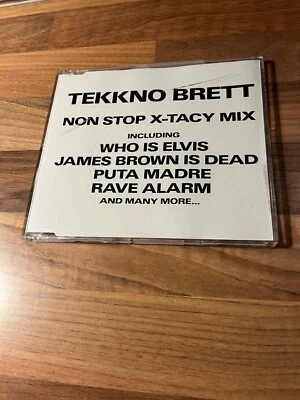 TEKKNO BRETT
NON STOP X-TACY MIX
INCLUDING
WHO IS ELVIS
JAMES BROWN IS DEAD
PUTA MADRE
RAVE ALARM
AND MANY MORE...